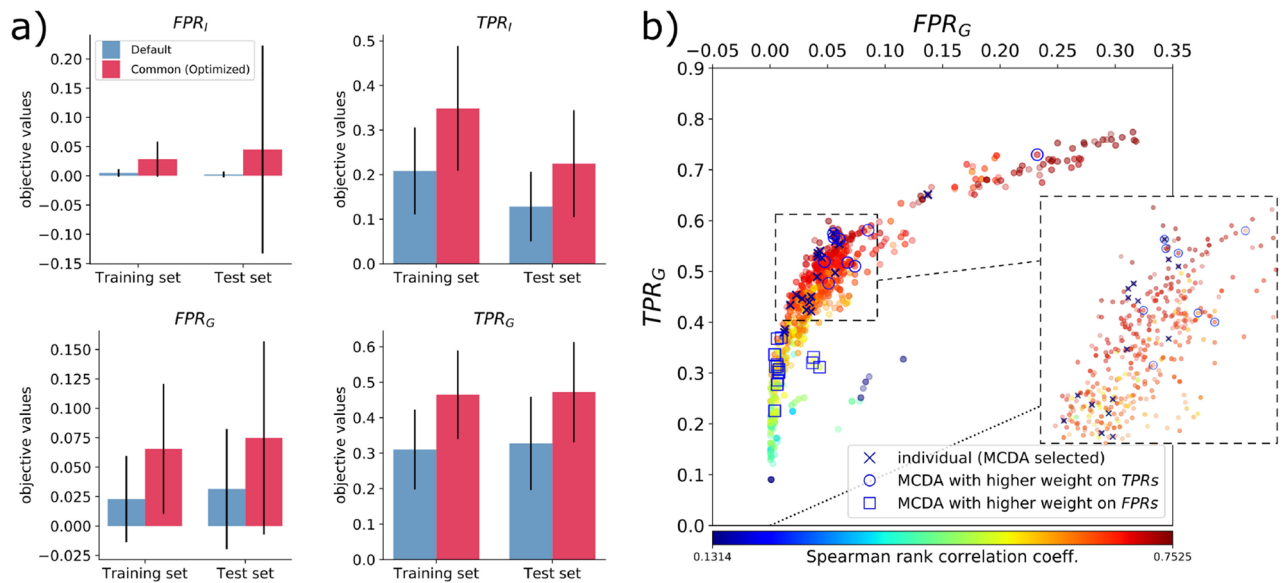 a)
FPR_I
Default
Common (Optimized)
objective values
0.20
0.15
0.10
0.05
0.00
−0.05
−0.10
−0.15
Training set Test set
TPR_I
0.5
0.4
0.3
0.2
0.1
0.0
Training set Test set
FPR_G
objective values
0.150
0.125
0.100
0.075
0.050
0.025
0.000
−0.025
Training set Test set
TPR_G
0.6
0.5
0.4
0.3
0.2
0.1
0.0
Training set Test set
b)
FPR_G
−0.05 0.00 0.05 0.10 0.15 0.20 0.25 0.30 0.35
TPR_G
0.9
0.8
0.7
0.6
0.5
0.4
0.3
0.2
0.1
0.0
individual (MCDA selected)
MCDA with higher weight on TPRs
MCDA with higher weight on FPRs
0.1314 Spearman rank correlation coeff. 0.7525